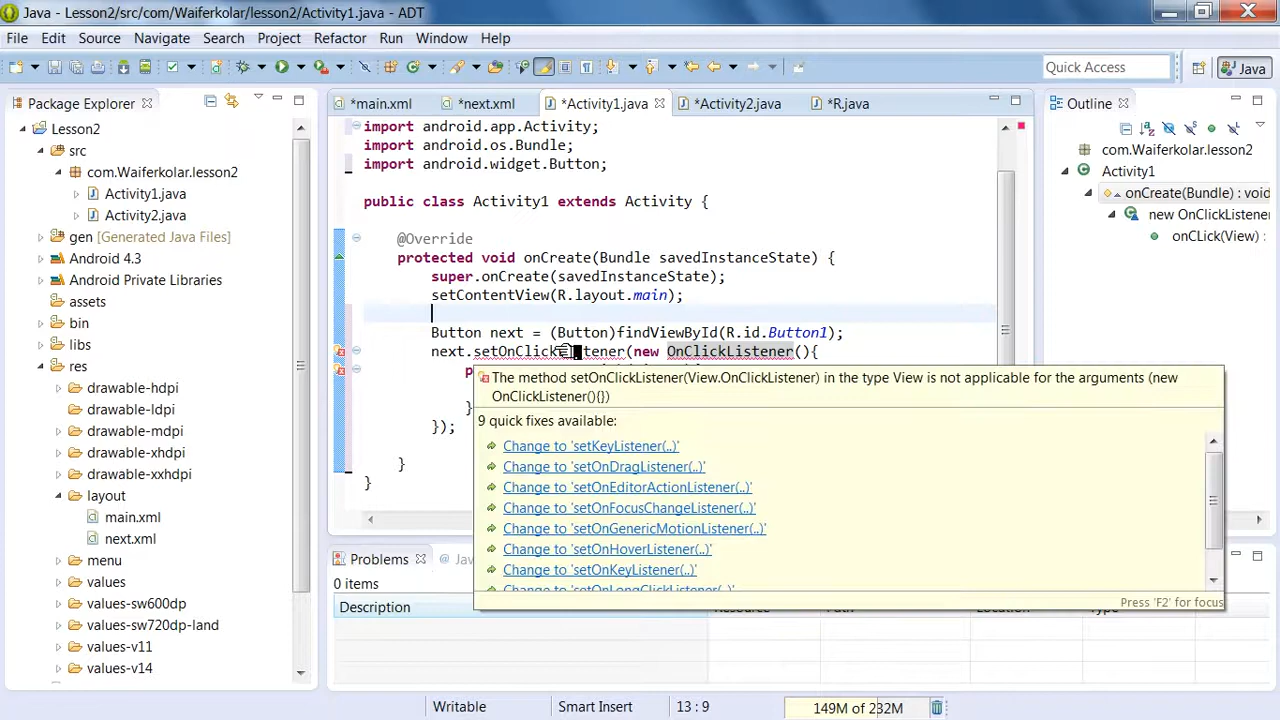 Java - Lesson2/src/com/Waiferkolar/lesson2/Activity1.java - ADT
File Edit Source Navigate Search Project Refactor Run Window Help
Quick Access
Java
Package Explorer
Lesson2
src
com.Waiferkolar.lesson2
Activity1.java
Activity2.java
gen [Generated Java Files]
Android 4.3
Android Private Libraries
assets
bin
libs
res
drawable-hdpi
drawable-ldpi
drawable-mdpi
drawable-xhdpi
drawable-xxhdpi
layout
main.xml
next.xml
menu
values
values-sw600dp
values-sw720dp-land
values-v11
values-v14
*main.xml *next.xml *Activity1.java *Activity2.java *R.java
import android.app.Activity;
import android.os.Bundle;
import android.widget.Button;
public class Activity1 extends Activity {
@Override
protected void onCreate(Bundle savedInstanceState) {
super.onCreate(savedInstanceState);
setContentView(R.layout.main);
Button next = (Button)findViewById(R.id.Button1);
next.setOnClickListener(new OnClickListener(){
}
});
}
}
The method setOnClickListener(View.OnClickListener) in the type View is not applicable for the arguments (new
OnClickListener(){})
9 quick fixes available:
Change to 'setKeyListener(..)'
Change to 'setOnDragListener(..)'
Change to 'setOnEditorActionListener(..)'
Change to 'setOnFocusChangeListener(..)'
Change to 'setOnGenericMotionListener(..)'
Change to 'setOnHoverListener(..)'
Change to 'setOnKeyListener(..)'
Change to 'setOnLongClickListener(..)'
Press 'F2' for focus
Outline
com.Waiferkolar.lesson2
Activity1
onCreate(Bundle) : void
new OnClickListener
onCLick(View) :
Problems
0 items
Description Resource Path Location Type
Writable Smart Insert 13 : 9 149M of 232M